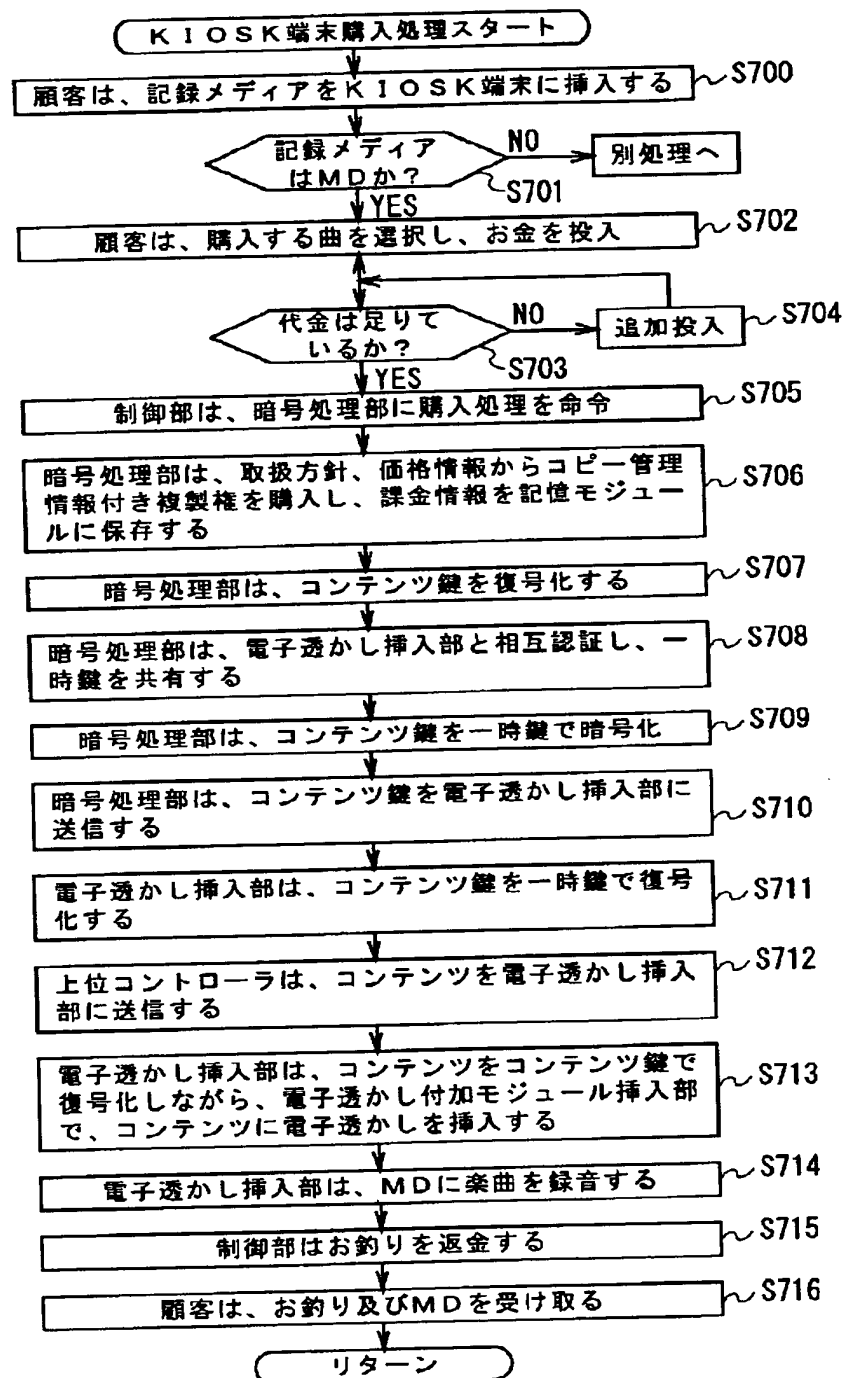 KIOSK端末購入処理スタート
顧客は、記録メディアをKIOSK端末に挿入する
S700
記録メディア
はMDか？
NO
別処理へ
S701
YES
顧客は、購入する曲を選択し、お金を投入
S702
代金は足りて
いるか？
NO
追加投入
S704
S703
YES
制御部は、暗号処理部に購入処理を命令
S705
暗号処理部は、取扱方針、価格情報からコピー管理
情報付き複製権を購入し、課金情報を記憶モジュー
ルに保存する
S706
暗号処理部は、コンテンツ鍵を復号化する
S707
暗号処理部は、電子透かし挿入部と相互認証し、一
時鍵を共有する
S708
暗号処理部は、コンテンツ鍵を一時鍵で暗号化
S709
暗号処理部は、コンテンツ鍵を電子透かし挿入部に
送信する
S710
電子透かし挿入部は、コンテンツ鍵を一時鍵で復号
化する
S711
上位コントローラは、コンテンツを電子透かし挿入
部に送信する
S712
電子透かし挿入部は、コンテンツをコンテンツ鍵で
復号化しながら、電子透かし付加モジュール挿入部
で、コンテンツに電子透かしを挿入する
S713
電子透かし挿入部は、MDに楽曲を録音する
S714
制御部はお釣りを返金する
S715
顧客は、お釣り及びMDを受け取る
S716
リターン